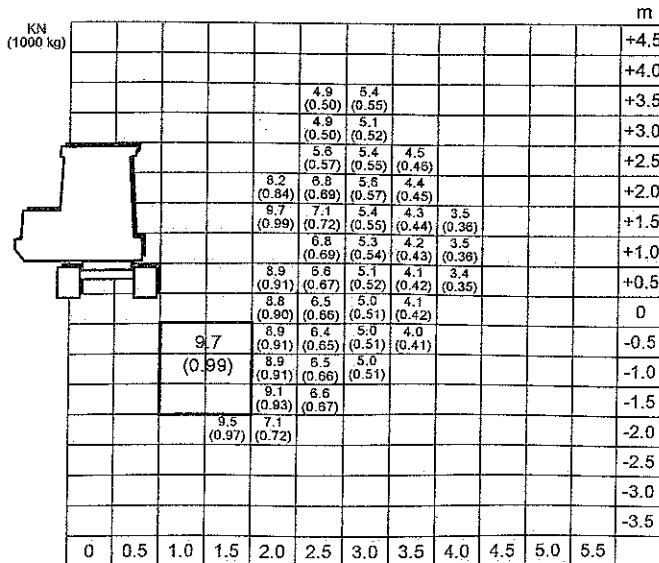 m
KN
(1000 kg)
+4.5
+4.0
4.9 5.4
(0.50) (0.55)
+3.5
4.9 5.1
(0.50) (0.52)
+3.0
5.6 5.4 4.5
(0.57) (0.55) (0.46)
+2.5
8.2 6.8 5.6 4.4
(0.84) (0.69) (0.57) (0.45)
+2.0
9.7 7.1 5.4 4.3 3.5
(0.99) (0.72) (0.55) (0.44) (0.36)
+1.5
6.8 5.3 4.2 3.5
(0.69) (0.54) (0.43) (0.36)
+1.0
8.9 6.6 5.1 4.1 3.4
(0.91) (0.67) (0.52) (0.42) (0.35)
+0.5
8.8 6.5 5.0 4.1
(0.90) (0.66) (0.51) (0.42)
0
9.7
(0.99)
8.9 6.4 5.0 4.0
(0.91) (0.65) (0.51) (0.41)
-0.5
8.9 6.5 5.0
(0.91) (0.66) (0.51)
-1.0
9.1 6.6
(0.93) (0.67)
-1.5
9.5 7.1
(0.97) (0.72)
-2.0
-2.5
-3.0
-3.5
0 0.5 1.0 1.5 2.0 2.5 3.0 3.5 4.0 4.5 5.0 5.5